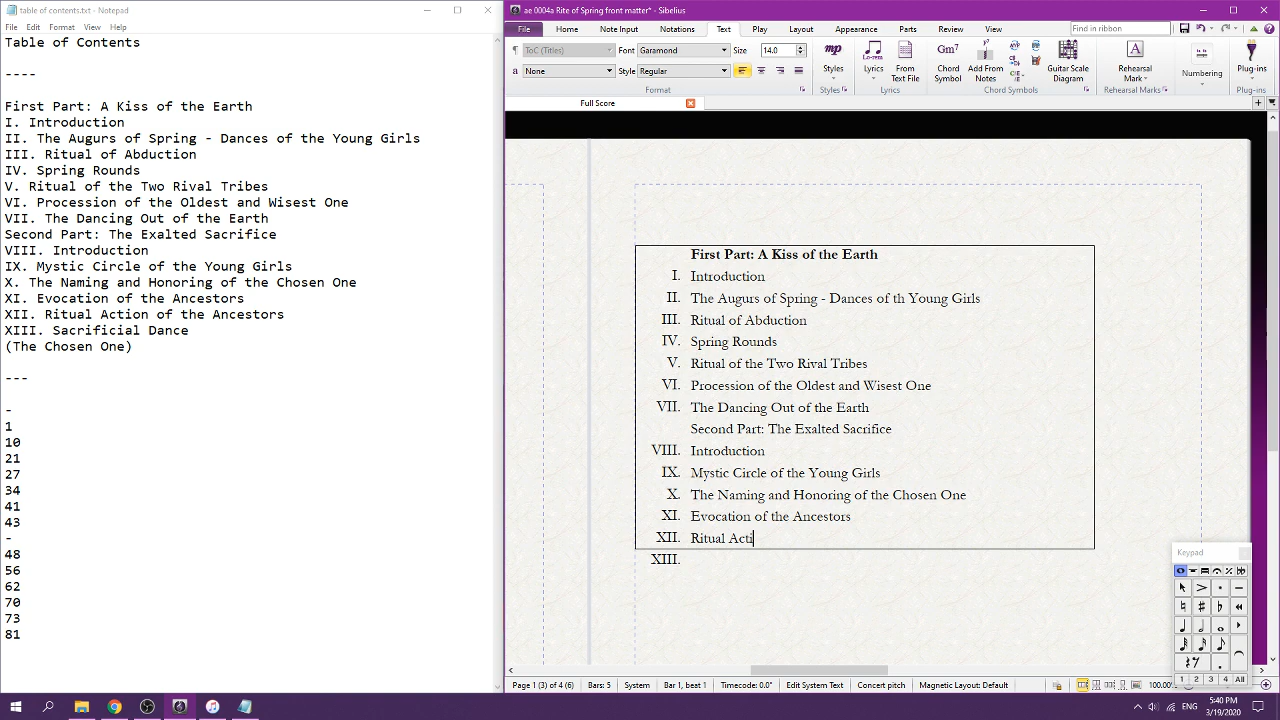 table of contents.txt - Notepad
File Edit Format View Help
Table of Contents
----
First Part: A Kiss of the Earth
I. Introduction
II. The Augurs of Spring - Dances of the Young Girls
III. Ritual of Abduction
IV. Spring Rounds
V. Ritual of the Two Rival Tribes
VI. Procession of the Oldest and Wisest One
VII. The Dancing Out of the Earth
Second Part: The Exalted Sacrifice
VIII. Introduction
IX. Mystic Circle of the Young Girls
X. The Naming and Honoring of the Chosen One
XI. Evocation of the Ancestors
XII. Ritual Action of the Ancestors
XIII. Sacrificial Dance
(The Chosen One)
---
-
1
10
21
27
34
41
43
-
48
56
62
70
73
81
ae 0004a Rite of Spring front matter* - Sibelius
File Home Note Input Notations Text Play Layout Appearance Parts Review View Find in ribbon
ToC (Titles) Font Garamond Size 14.0
None Style Regular
Format
mp Styles
Styles
Lyrics
From Text File
Lyrics
Gm7 Chord Symbol
Add From Notes
Guitar Scale Diagram
Chord Symbols
A Rehearsal Mark
Rehearsal Marks
Numbering
Plug-ins
Plug-ins
Full Score
First Part: A Kiss of the Earth
I. Introduction
II. The Augurs of Spring - Dances of th Young Girls
III. Ritual of Abduction
IV. Spring Rounds
V. Ritual of the Two Rival Tribes
VI. Procession of the Oldest and Wisest One
VII. The Dancing Out of the Earth
Second Part: The Exalted Sacrifice
VIII. Introduction
IX. Mystic Circle of the Young Girls
X. The Naming and Honoring of the Chosen One
XI. Evocation of the Ancestors
XII. Ritual Acti
XIII.
Keypad
1 2 3 4 All
Page 1 (3) of 4 (6) Bars: 5 System Bar 1, beat 1 Timecode: 0.0" Edit System Text Concert pitch Magnetic Layout: Default 100.00%
ENG
5:40 PM
3/19/2020